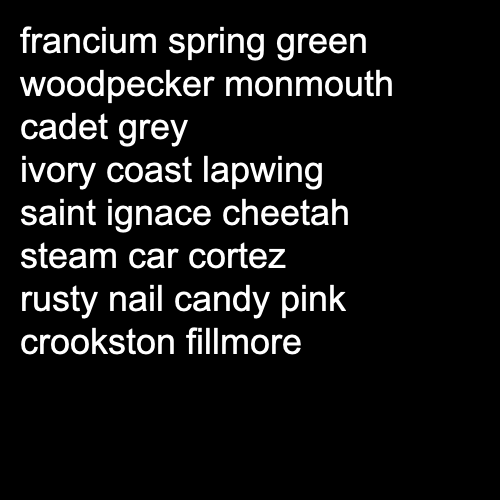 francium spring green
woodpecker monmouth
cadet grey
ivory coast lapwing
saint ignace cheetah
steam car cortez
rusty nail candy pink
crookston fillmore